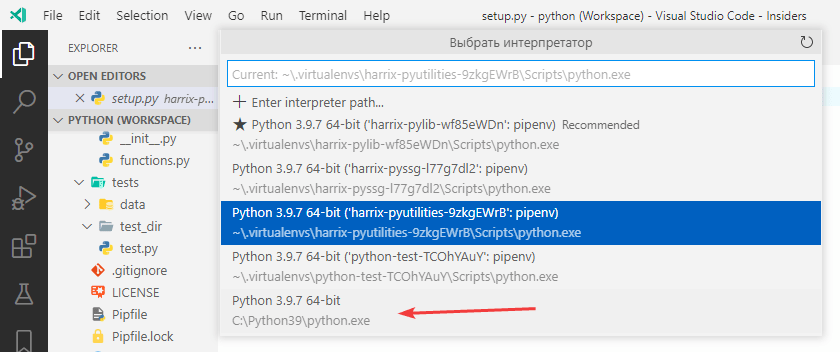 File Edit Selection View Go Run Terminal Help setup.py - python (Workspace) - Visual Studio Code - Insiders
EXPLORER
OPEN EDITORS
setup.py harrix-p...
PYTHON (WORKSPACE)
__init__.py
functions.py
tests
data
test_dir
test.py
.gitignore
LICENSE
Pipfile
Pipfile.lock
Выбрать интерпретатор
Current: ~\.virtualenvs\harrix-pyutilities-9zkgEWrB\Scripts\python.exe
Enter interpreter path...
Python 3.9.7 64-bit ('harrix-pylib-wf85eWDn': pipenv) Recommended
~\.virtualenvs\harrix-pylib-wf85eWDn\Scripts\python.exe
Python 3.9.7 64-bit ('harrix-pyssg-l77g7dl2': pipenv)
~\.virtualenvs\harrix-pyssg-l77g7dl2\Scripts\python.exe
Python 3.9.7 64-bit ('harrix-pyutilities-9zkgEWrB': pipenv)
~\.virtualenvs\harrix-pyutilities-9zkgEWrB\Scripts\python.exe
Python 3.9.7 64-bit ('python-test-TCOhYAuY': pipenv)
~\.virtualenvs\python-test-TCOhYAuY\Scripts\python.exe
Python 3.9.7 64-bit
C:\Python39\python.exe